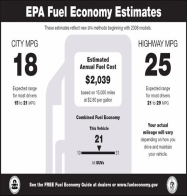 EPA Fuel Economy Estimates
These estimates reflect new EPA methods beginning with 2008 models.
CITY MPG
18
Expected range
for most drivers
15 to 21 MPG
Estimated
Annual Fuel Cost
$2,039
based on 15,000 miles
at $2.80 per gallon
HIGHWAY MPG
25
Expected range
for most drivers
21 to 29 MPG
Combined Fuel Economy
This Vehicle
21
All SUVs
Your actual
mileage will vary
depending on how you
drive and maintain
your vehicle.
See the FREE Fuel Economy Guide at dealers or www.fueleconomy.gov